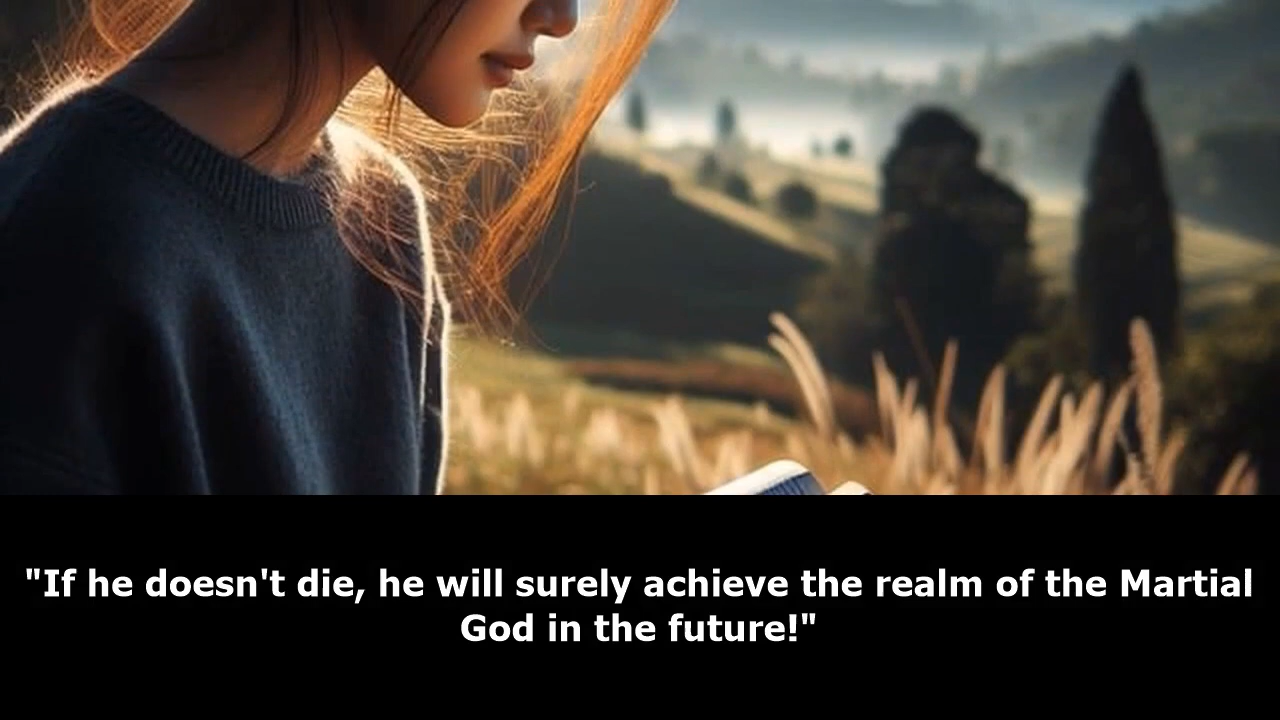 "If he doesn't die, he will surely achieve the realm of the Martial
God in the future!"